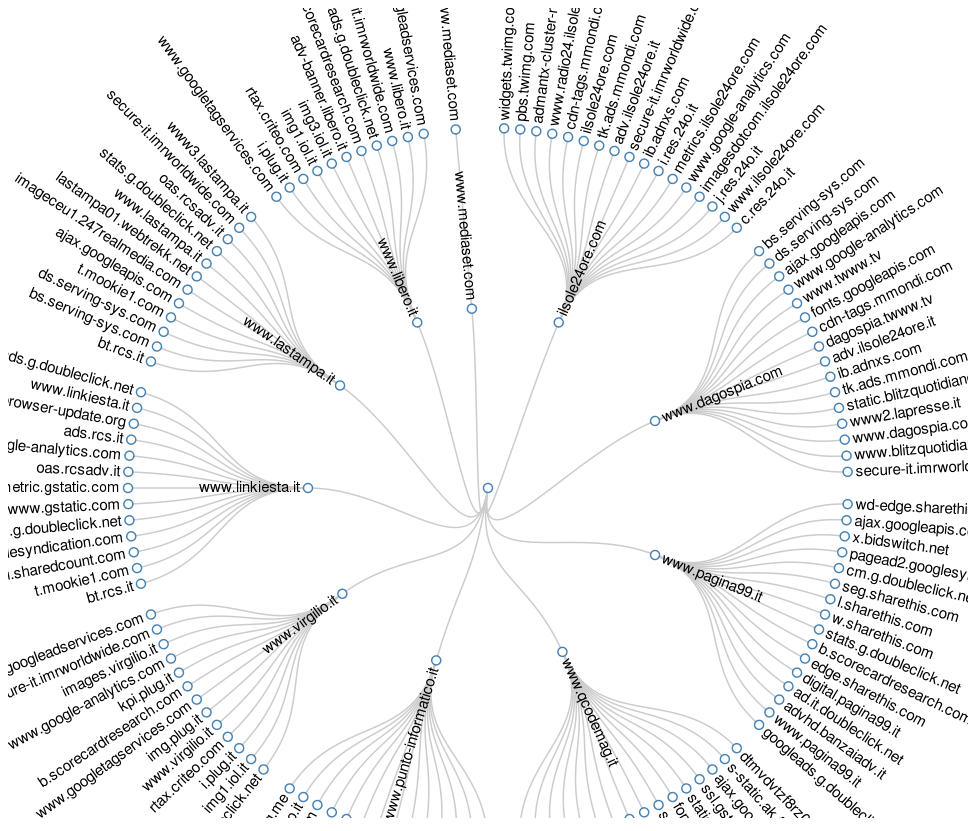 www.googletagservices.com
rtax.criteo.com
i.plug.it
img1.iol.it
img3.iol.it
adv-banner.libero.it
corecardresearch.com
ads.g.doubleclick.net
it.imrworldwide.com
www.libero.it
gleadservices.com
w.mediaset.com
www.libero.it
www.mediaset.com
widgets.twimg.co
pbs.twimg.com
admantx-cluster-r
www.radio24.ilsole
cdn-tags.mmondi.c
ilsole24ore.com
tk.ads.mmondi.com
adv.ilsole24ore.it
secure-it.imrworldwide.c
ib.adnxs.com
i.res.24o.it
metrics.ilsole24ore.com
www.google-analytics.com
imagesdotcom.ilsole24ore.com
j.res.24o.it
www.ilsole24ore.com
c.res.24o.it
ilsole24ore.com
bs.serving-sys.com
ds.serving-sys.com
ajax.googleapis.com
www.google-analytics.com
www.twww.tv
fonts.googleapis.com
cdn-tags.mmondi.com
dagospia.twww.tv
adv.ilsole24ore.it
ib.adnxs.com
tk.ads.mmondi.com
static.blitzquotidian
www2.lapresse.it
www.dagospia.co
www.blitzquotidia
secure-it.imrworl
www.dagospia.com
wd-edge.sharethi
ajax.googleapis.co
x.bidswitch.net
pagead2.googlesy
cm.g.doubleclick.ne
seg.sharethis.com
l.sharethis.com
w.sharethis.com
stats.g.doubleclick.net
b.scorecardresearch.com
edge.sharethis.com
digital.pagina99.it
ad.it.doubleclick.net
advhd.banzaiadv.it
www.pagina99.it
googleads.g.doublecl
www.pagina99.it
dtmvdvtzf8rz0
s-static.ak
ajax.goo
ssl.gst
stati
for
s
www.qcodemag.it
www.punto-informatico.it
g.me
o.it
click.net
img1.iol.it
i.plug.it
rtax.criteo.com
www.virgilio.it
img.plug.it
www.googletagservices.com
b.scorecardresearch.com
kpi.plug.it
www.google-analytics.com
images.virgilio.it
ure-it.imrworldwide.com
googleadservices.com
www.virgilio.it
bt.rcs.it
t.mookie1.com
.sharedcount.com
esyndication.com
.g.doubleclick.net
www.gstatic.com
etric.gstatic.com
oas.rcsadv.it
gle-analytics.com
ads.rcs.it
rowser-update.org
www.linkiesta.it
ds.g.doubleclick.net
www.linkiesta.it
bt.rcs.it
bs.serving-sys.com
ds.serving-sys.com
t.mookie1.com
ajax.googleapis.com
imageceu1.247realmedia.com
lastampa01.webtrekk.net
www.lastampa.it
stats.g.doubleclick.net
oas.rcsadv.it
secure-it.imrworldwide.com
www3.lastampa.it
www.lastampa.it